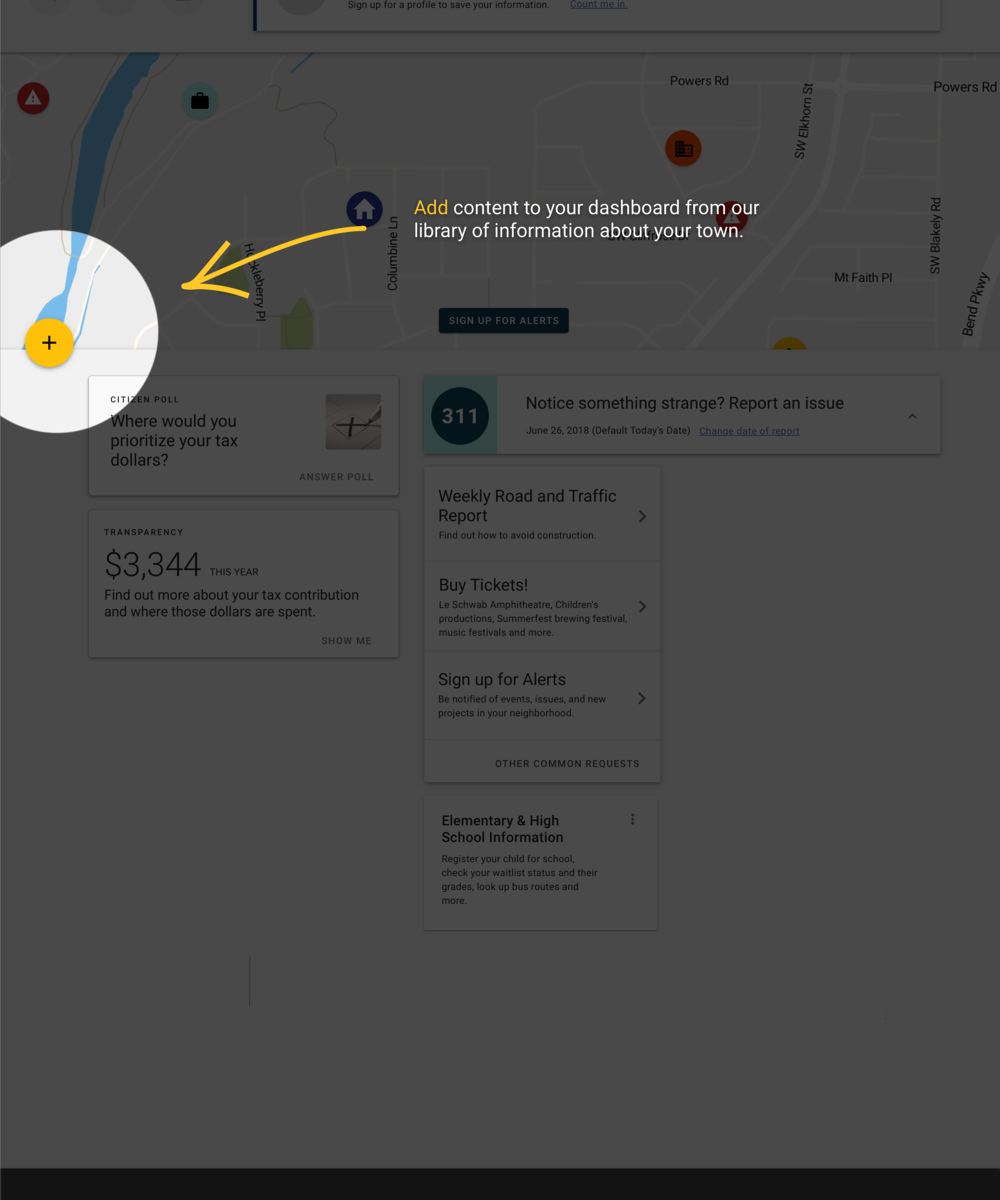 Sign up for a profile to save your information. Count me in.
Powers Rd
Powers Rd
SW Elkhorn St
Add content to your dashboard from our
library of information about your town.
Columbine Ln
SW Blakely Rd
Mt Faith Pl
Bend Pkwy
SIGN UP FOR ALERTS
CITIZEN POLL
Where would you
prioritize your tax
dollars?
ANSWER POLL
311
Notice something strange? Report an issue
June 26, 2018 (Default Today's Date) Change date of report
TRANSPARENCY
$3,344 THIS YEAR
Find out more about your tax contribution
and where those dollars are spent.
SHOW ME
Weekly Road and Traffic
Report
Find out how to avoid construction.
Buy Tickets!
Le Schwab Amphitheatre, Children's
productions, Summerfest brewing festival,
music festivals and more.
Sign up for Alerts
Be notified of events, issues, and new
projects in your neighborhood.
OTHER COMMON REQUESTS
Elementary & High
School Information
Register your child for school,
check your waitlist status and their
grades, look up bus routes and
more.